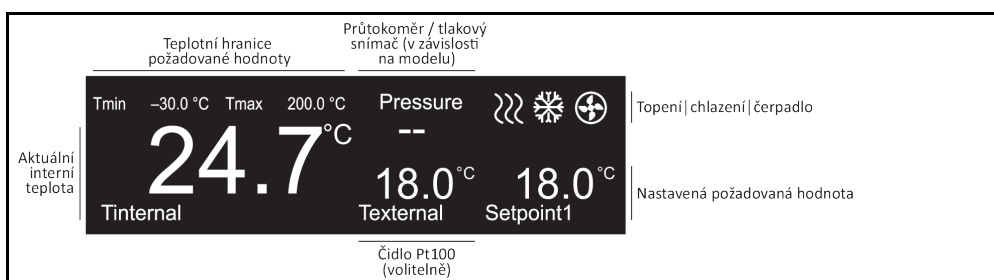 Teplotní hranice
požadované hodnoty
Průtokoměr / tlakový
snímač (v závislosti
na modelu)
Tmin –30.0 °C Tmax 200.0 °C
Pressure
--
Topení|chlazení|čerpadlo
Aktuální
interní
teplota
24.7°C
Tinternal
18.0°C
Texternal
18.0°C
Setpoint1
Nastavená požadovaná hodnota
Čidlo Pt100
(volitelně)